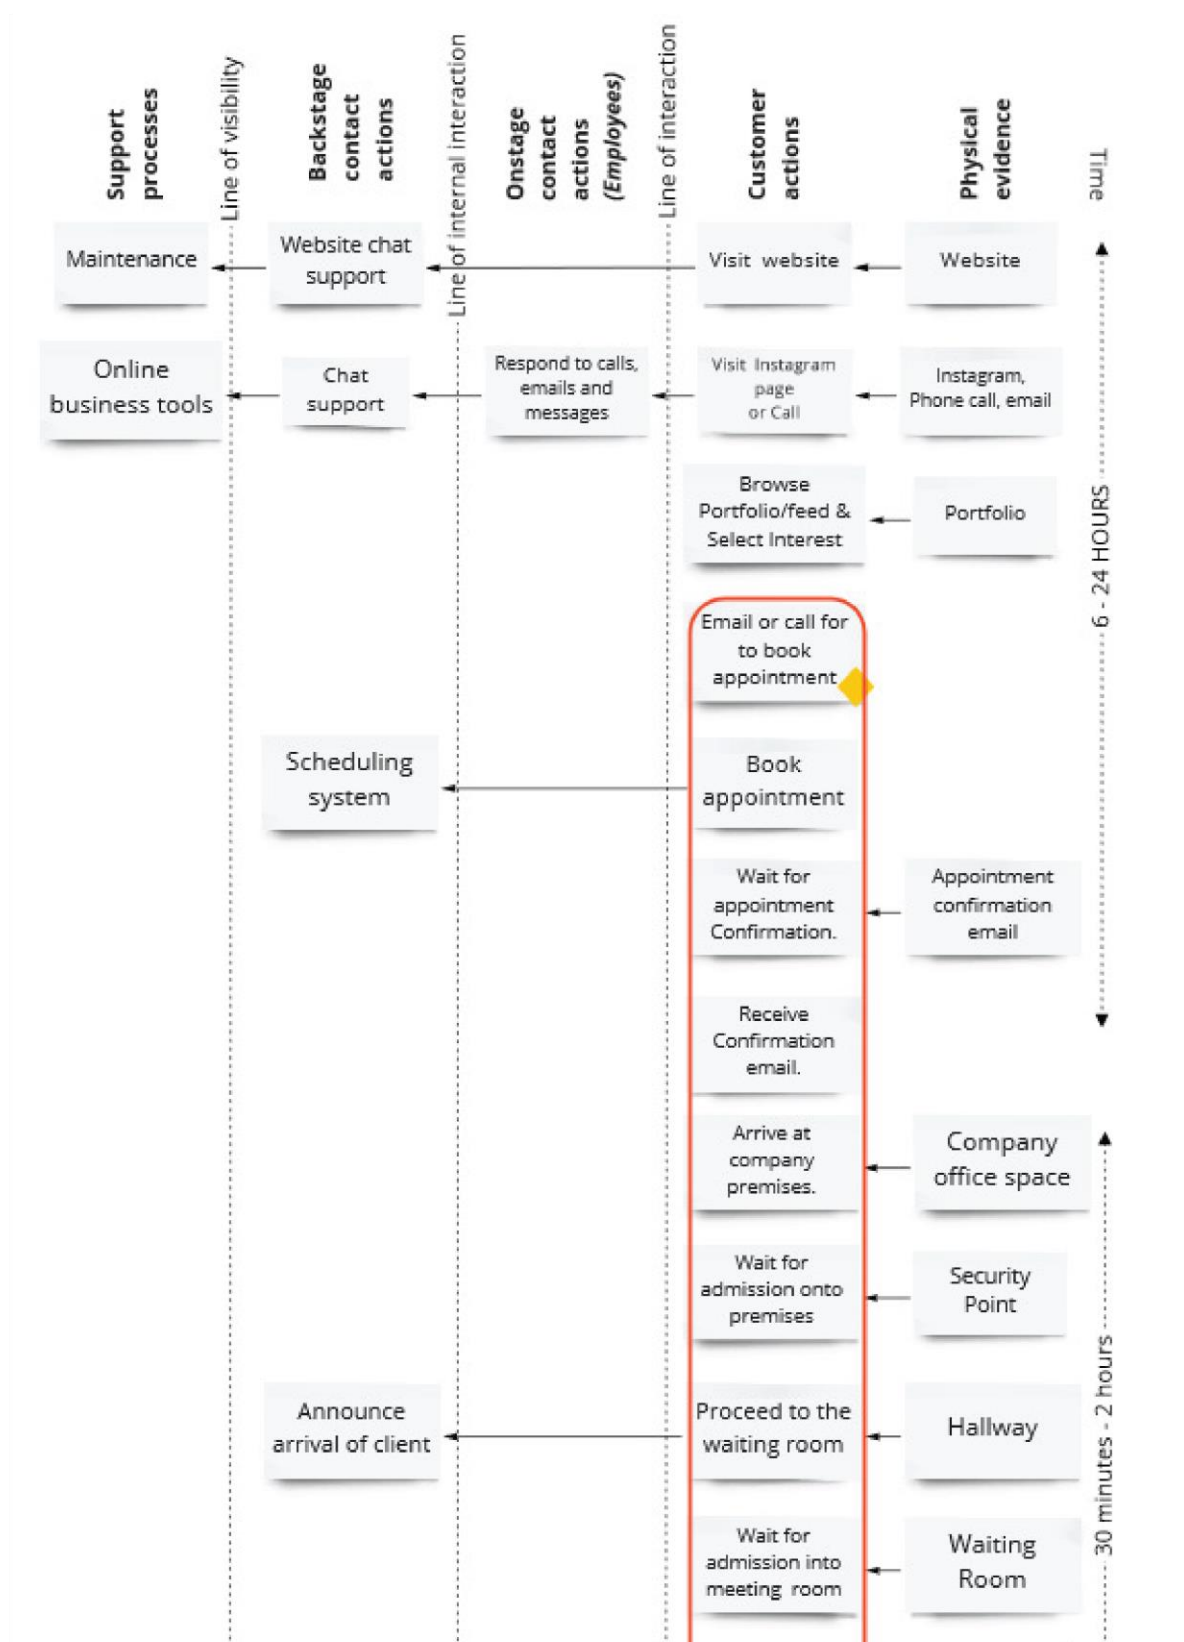 Support
processes
Line of visibility
Backstage
contact
actions
Line of internal interaction
Onstage
contact
actions
(Employees)
Line of interaction
Customer
actions
Physical
evidence
Time
Maintenance
Website chat
support
Visit website
Website
Online
business tools
Chat
support
Respond to calls,
emails and
messages
Visit Instagram
page
or Call
Instagram,
Phone call, email
Browse
Portfolio/feed &
Select Interest
Portfolio
6 - 24 HOURS
Email or call for
to book
appointment
Scheduling
system
Book
appointment
Wait for
appointment
Confirmation.
Appointment
confirmation
email
Receive
Confirmation
email.
Arrive at
company
premises.
Company
office space
Wait for
admission onto
premises
Security
Point
30 minutes - 2 hours
Announce
arrival of client
Proceed to the
waiting room
Hallway
Wait for
admission into
meeting room
Waiting
Room